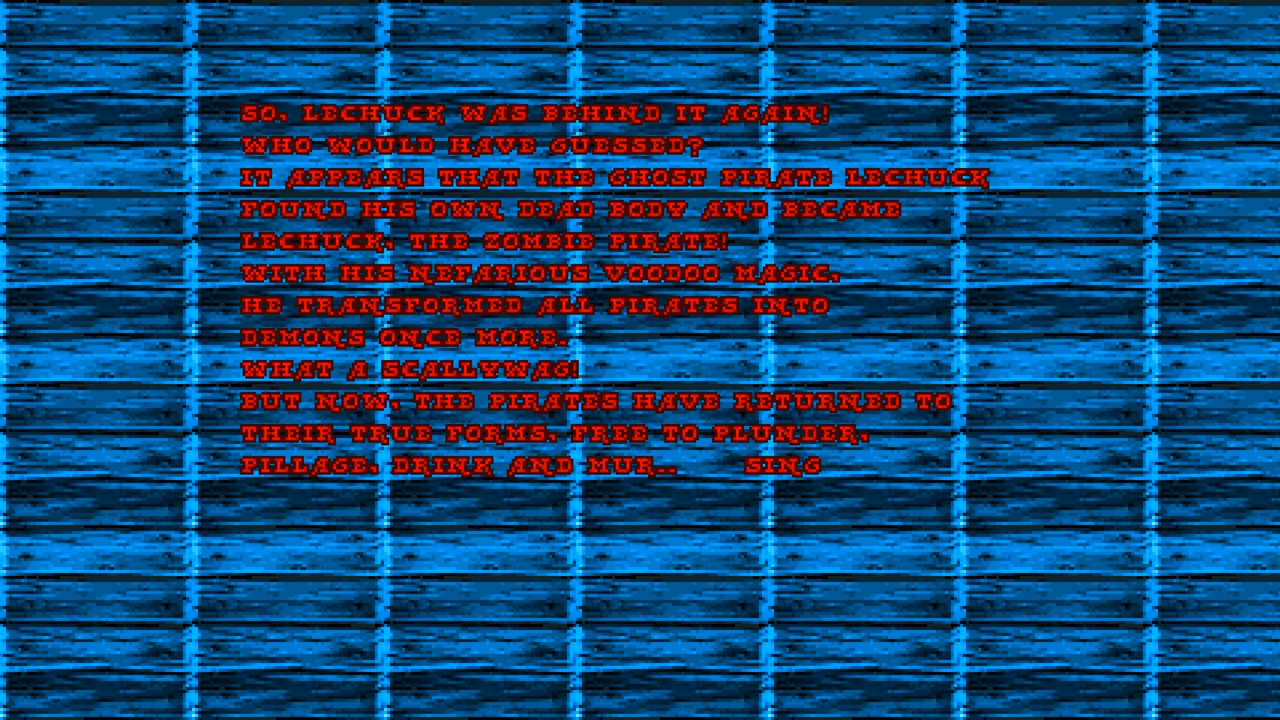 SO, LECHUCK WAS BEHIND IT AGAIN!
WHO WOULD HAVE GUESSED?
IT APPEARS THAT THE GHOST PIRATE LECHUCK
FOUND HIS OWN DEAD BODY AND BECAME
LECHUCK, THE ZOMBIE PIRATE!
WITH HIS NEFARIOUS VOODOO MAGIC,
HE TRANSFORMED ALL PIRATES INTO
DEMONS ONCE MORE.
WHAT A SCALLYWAG!
BUT NOW, THE PIRATES HAVE RETURNED TO
THEIR TRUE FORMS, FREE TO PLUNDER,
PILLAGE, DRINK AND MUR.. SING